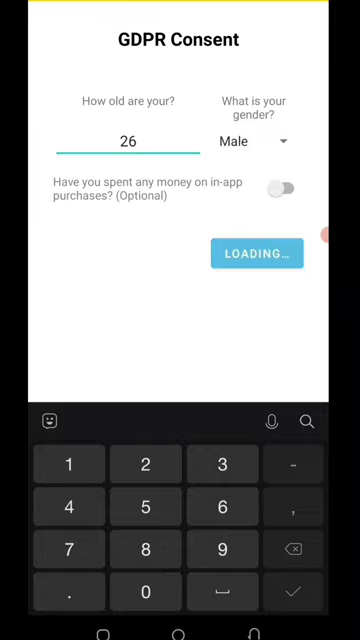 GDPR Consent
How old are your?
What is your
gender?
26
Male
Have you spent any money on in-app
purchases? (Optional)
LOADING...
1 2 3 -
4 5 6 ,
7 8 9
. 0